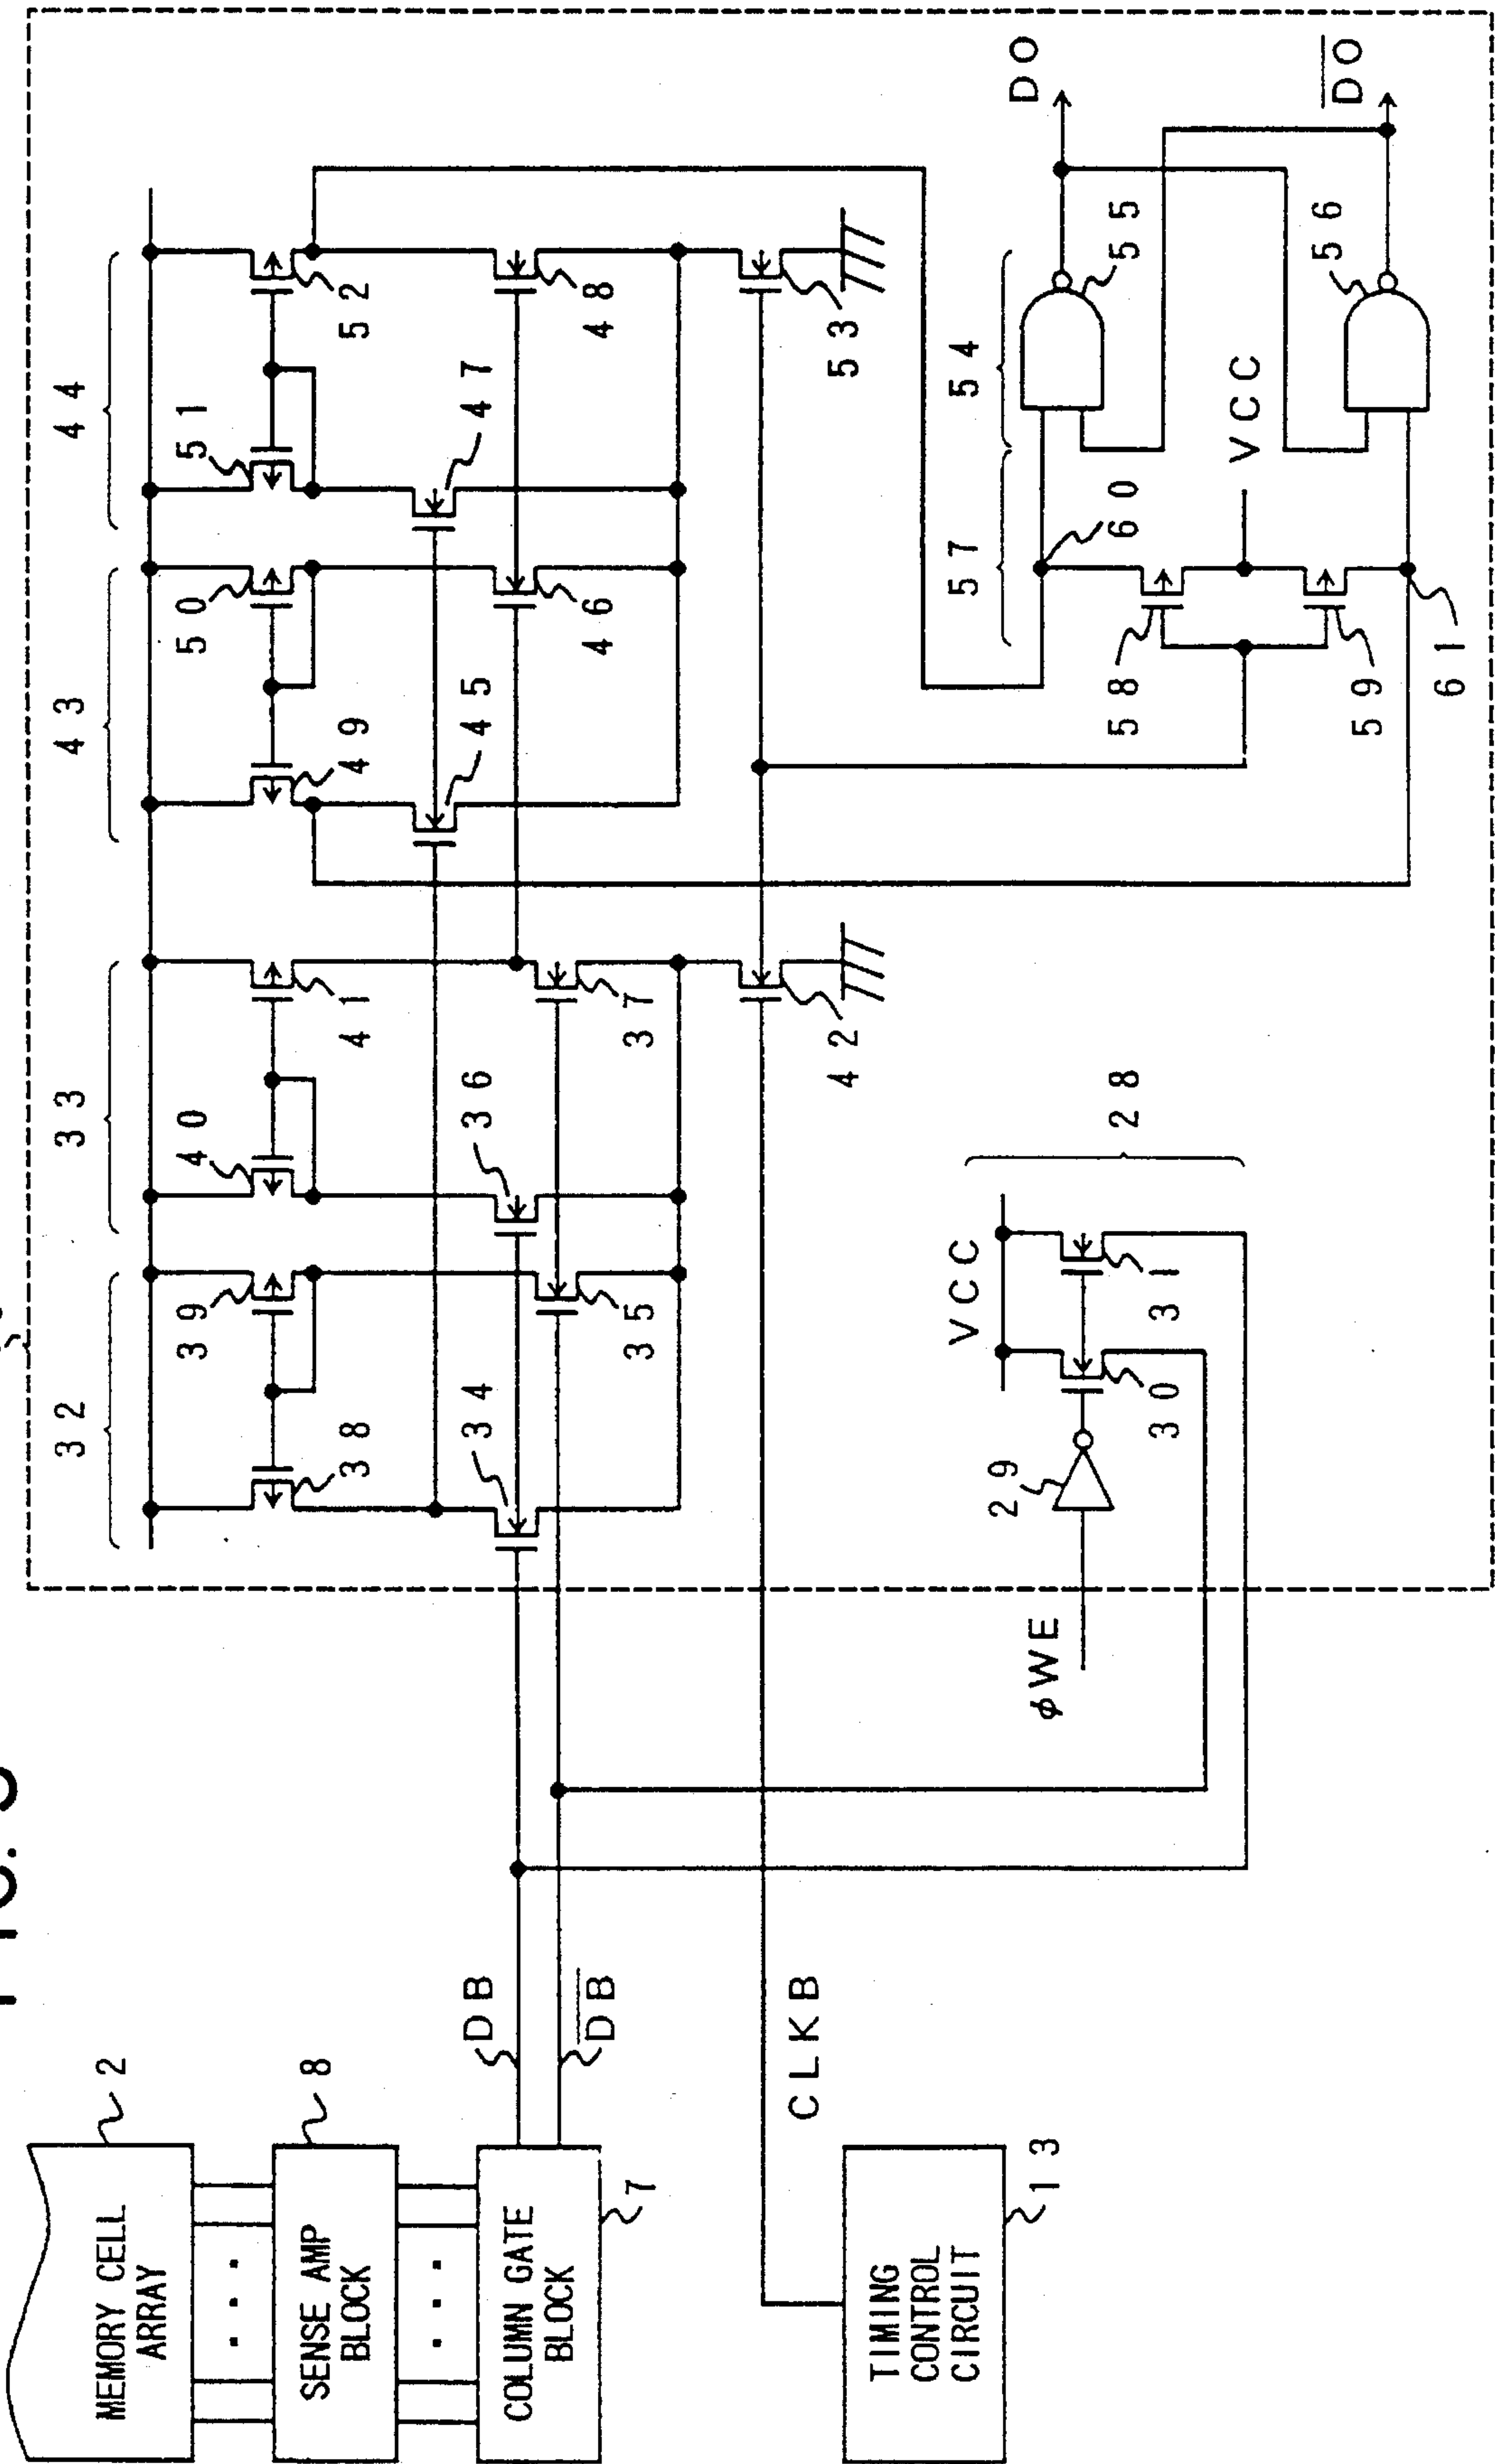 MEMORY CELL
ARRAY
2
SENSE AMP
BLOCK
8
COLUMN GATE
BLOCK
7
TIMING
CONTROL
CIRCUIT
13
DB
DB
CLKB
φWE
29
30
31
VCC
28
32
33
43
44
38
39
40
41
49
50
51
52
34
35
36
37
45
46
47
48
42
53
57
54
58
59
60
61
VCC
55
56
DO
DO